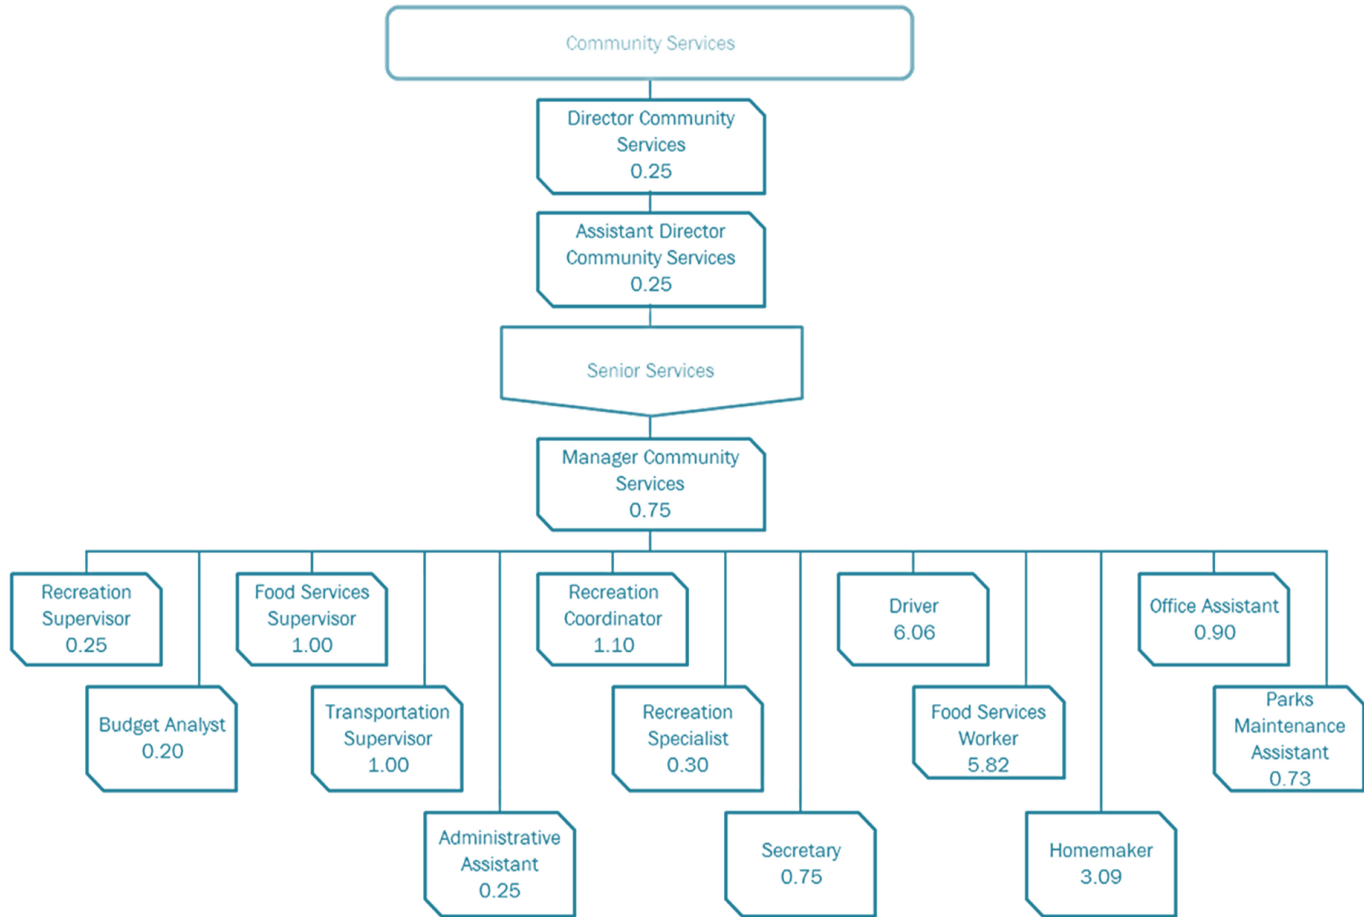 Community Services
Director Community
Services
0.25
Assistant Director
Community Services
0.25
Senior Services
Manager Community
Services
0.75
Recreation
Supervisor
0.25
Budget Analyst
0.20
Food Services
Supervisor
1.00
Transportation
Supervisor
1.00
Administrative
Assistant
0.25
Recreation
Coordinator
1.10
Recreation
Specialist
0.30
Secretary
0.75
Driver
6.06
Food Services
Worker
5.82
Homemaker
3.09
Office Assistant
0.90
Parks
Maintenance
Assistant
0.73